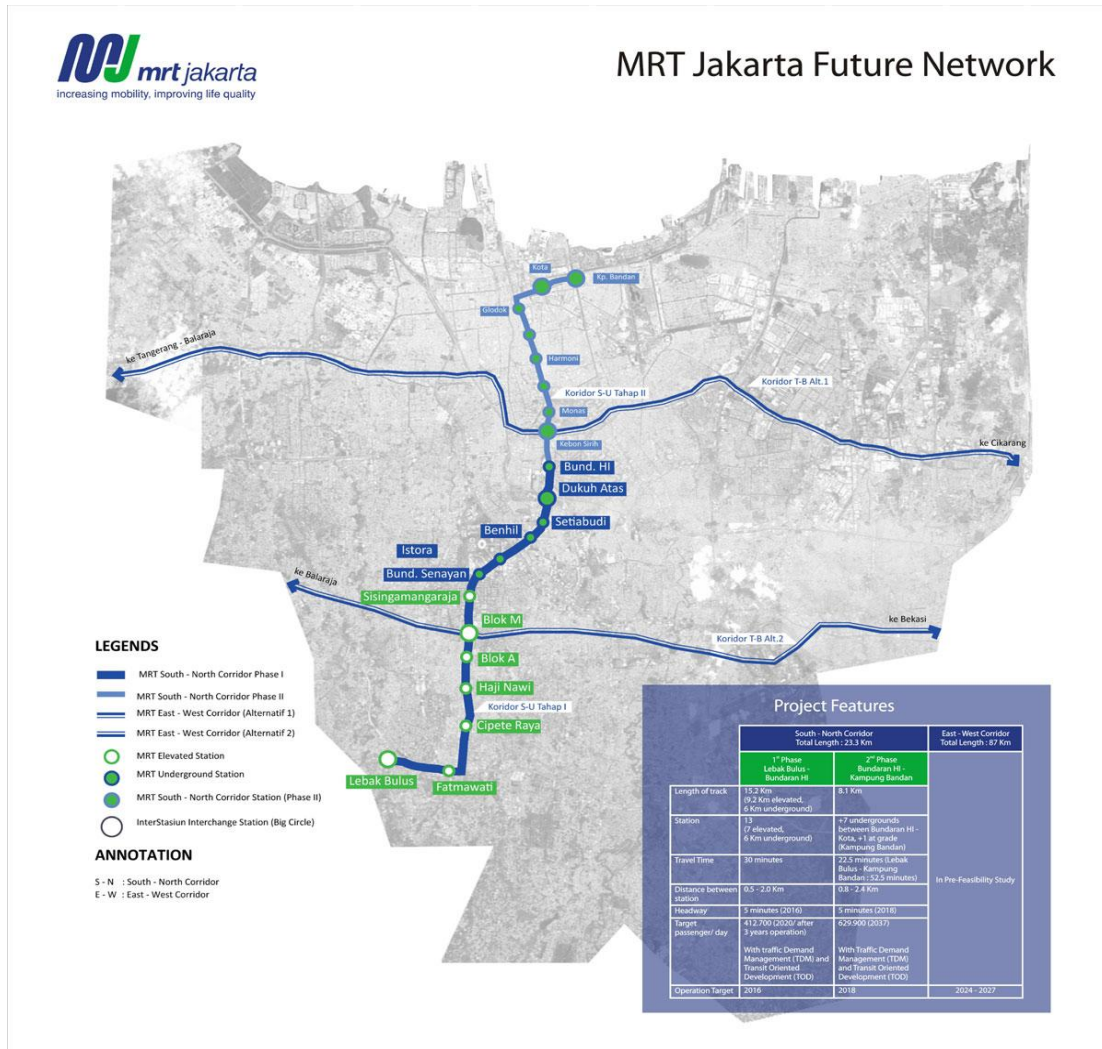 mrt jakarta
increasing mobility, improving life quality
MRT Jakarta Future Network
Kota
Kp. Bandan
Glodok
ke Tangerang - Balaraja
Harmoni
Koridor S-U Tahap II
Koridor T-B Alt.1
Monas
Kebon Sirih
ke Cikarang
Bund. HI
Dukuh Atas
Setiabudi
Benhil
Istora
Bund. Senayan
ke Balaraja
Sisingamangaraja
Blok M
ke Bekasi
Koridor T-B Alt.2
Blok A
Haji Nawi
Koridor S-U Tahap I
Cipete Raya
Lebak Bulus
Fatmawati
LEGENDS
MRT South - North Corridor Phase I
MRT South - North Corridor Phase II
MRT East - West Corridor (Alternatif 1)
MRT East - West Corridor (Alternatif 2)
MRT Elevated Station
MRT Underground Station
MRT South - North Corridor Station (Phase II)
InterStasiun Interchange Station (Big Circle)
ANNOTATION
S - N : South - North Corridor
E - W : East - West Corridor
Project Features
South - North Corridor
Total Length : 23.3 Km
East - West Corridor
Total Length : 87 Km
1st Phase
Lebak Bulus -
Bundaran HI
2nd Phase
Bundaran HI -
Kampung Bandan
Length of track
15.2 Km
(9.2 Km elevated,
6 Km underground)
8.1 Km
Station
13
(7 elevated,
6 Km underground)
+7 undergrounds
between Bundaran HI -
Kota, +1 at grade
(Kampung Bandan)
Travel Time
30 minutes
22.5 minutes (Lebak
Bulus - Kampung
Bandan : 52.5 minutes)
In Pre-Feasibility Study
Distance between
station
0.5 - 2.0 Km
0.8 - 2.4 Km
Headway
5 minutes (2016)
5 minutes (2018)
Target
passenger/ day
412.700 (2020/ after
3 years operation)
With traffic Demand
Management (TDM) and
Transit Oriented
Development (TOD)
629.900 (2037)
With Traffic Demand
Management (TDM)
and Transit Oriented
Development (TOD)
Operation Target
2016
2018
2024 - 2027